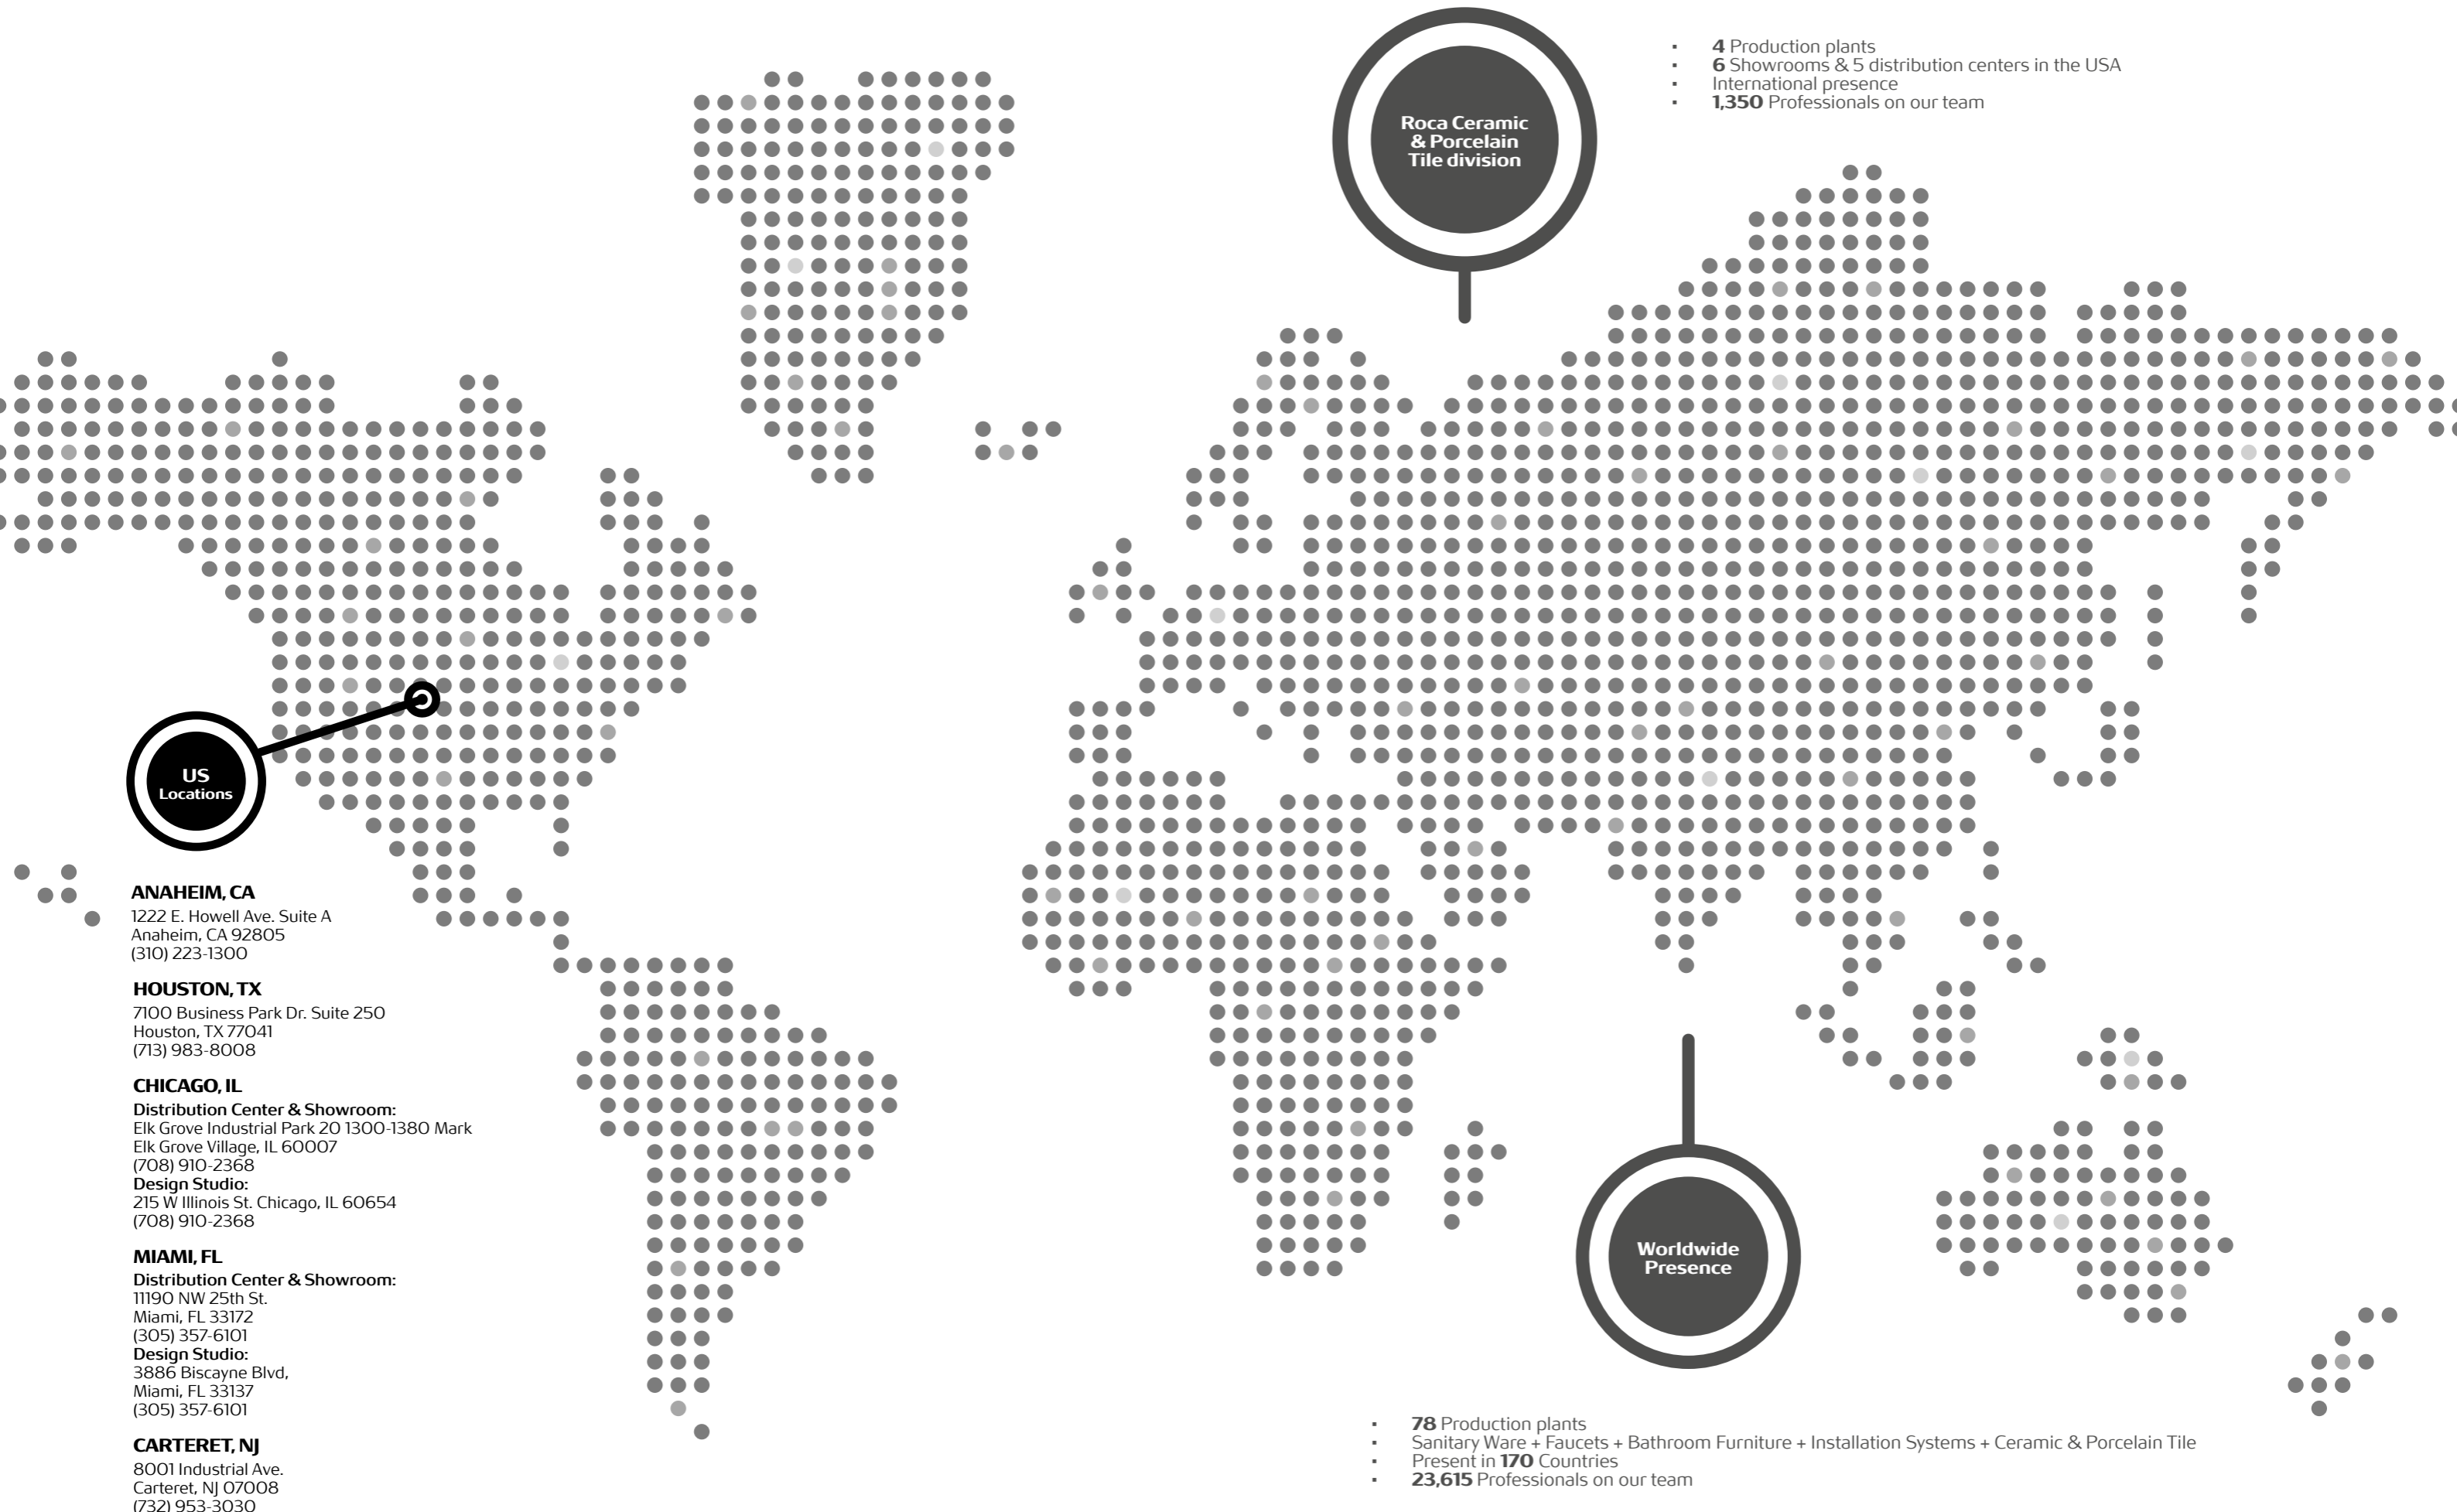 Roca Ceramic
& Porcelain
Tile division
▪ 4 Production plants
▪ 6 Showrooms & 5 distribution centers in the USA
▪ International presence
▪ 1,350 Professionals on our team
US
Locations
ANAHEIM, CA
1222 E. Howell Ave. Suite A
Anaheim, CA 92805
(310) 223-1300
HOUSTON, TX
7100 Business Park Dr. Suite 250
Houston, TX 77041
(713) 983-8008
CHICAGO, IL
Distribution Center & Showroom:
Elk Grove Industrial Park 20 1300-1380 Mark
Elk Grove Village, IL 60007
(708) 910-2368
Design Studio:
215 W Illinois St. Chicago, IL 60654
(708) 910-2368
MIAMI, FL
Distribution Center & Showroom:
11190 NW 25th St.
Miami, FL 33172
(305) 357-6101
Design Studio:
3886 Biscayne Blvd,
Miami, FL 33137
(305) 357-6101
CARTERET, NJ
8001 Industrial Ave.
Carteret, NJ 07008
(732) 953-3030
Worldwide
Presence
▪ 78 Production plants
▪ Sanitary Ware + Faucets + Bathroom Furniture + Installation Systems + Ceramic & Porcelain Tile
▪ Present in 170 Countries
▪ 23,615 Professionals on our team